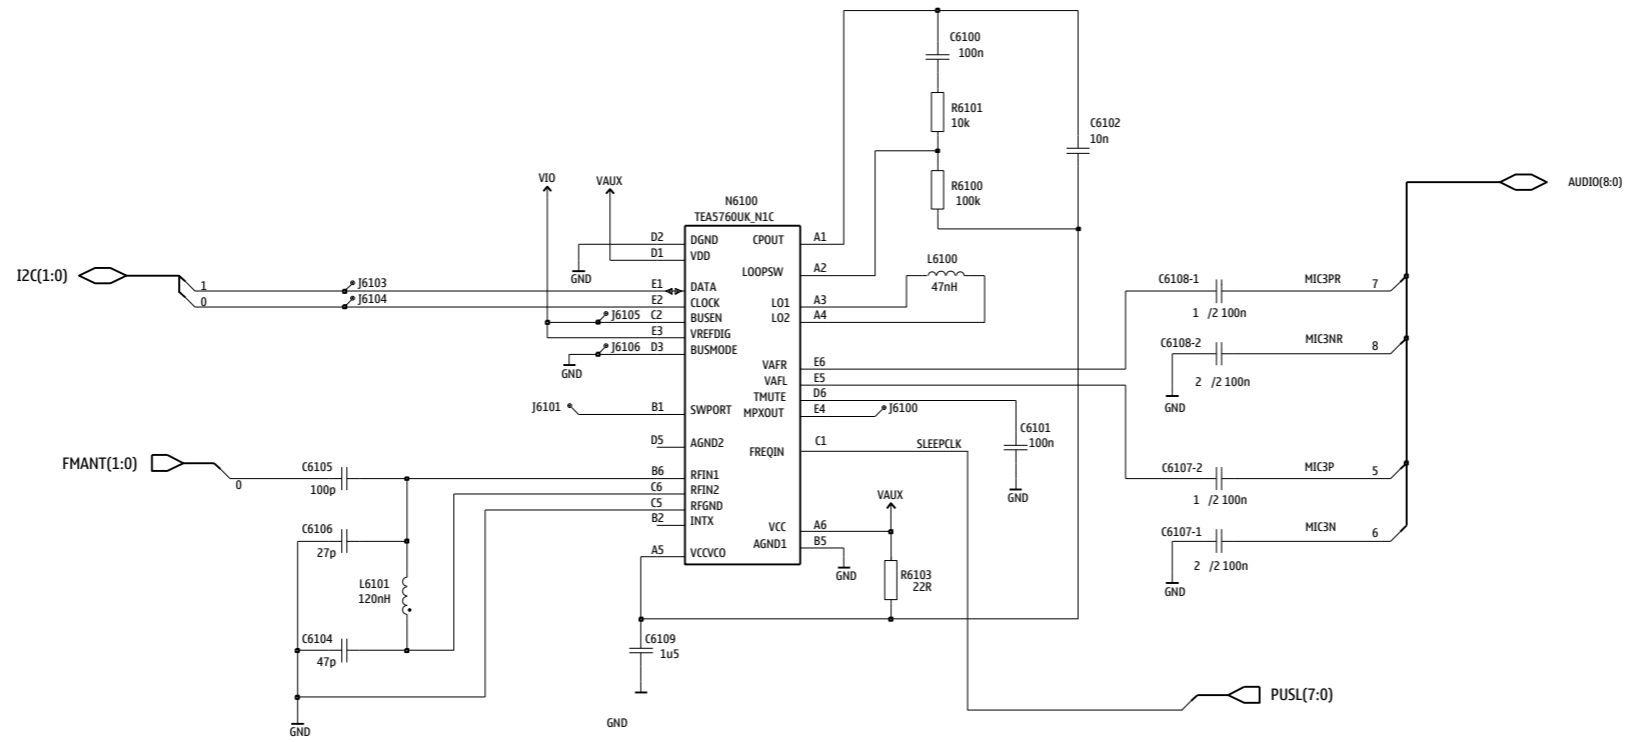 C6100
100n
R6101
10k
C6102
10n
R6100
100k
VIO
VAUX
AUDIO(8:0)
N6100
TEA5760UK_N1C
D2 DGND CPOUT A1
D1 VDD
GND
I2C(1:0)
L6100
47nH
LOOPSW A2
1 J6103 E1 DATA
0 J6104 E2 CLOCK
LO1 A3
J6105 C2 BUSEN LO2 A4
E3 VREFDIG
J6106 D3 BUSMODE
GND
C6108-1 MIC3PR 7
1 /2 100n
C6108-2 MIC3NR 8
2 /2 100n
GND
VAFR E6
VAFL E5
TMUTE D6
J6101 B1 SWPORT MPXOUT E4 J6100
C6101
100n
GND
D5 AGND2 FREQIN C1 SLEEPCLK
FMANT(1:0)
0
C6105
100p
B6 RFIN1
C6 RFIN2
C5 RFGND
B2 INTX
C6107-2 MIC3P 5
1 /2 100n
C6107-1 MIC3N 6
2 /2 100n
GND
VAUX
VCC A6
AGND1 B5
GND
A5 VCCVCO
C6106
27p
L6101
120nH
R6103
22R
C6104
47p
C6109
1u5
GND
GND
PUSL(7:0)